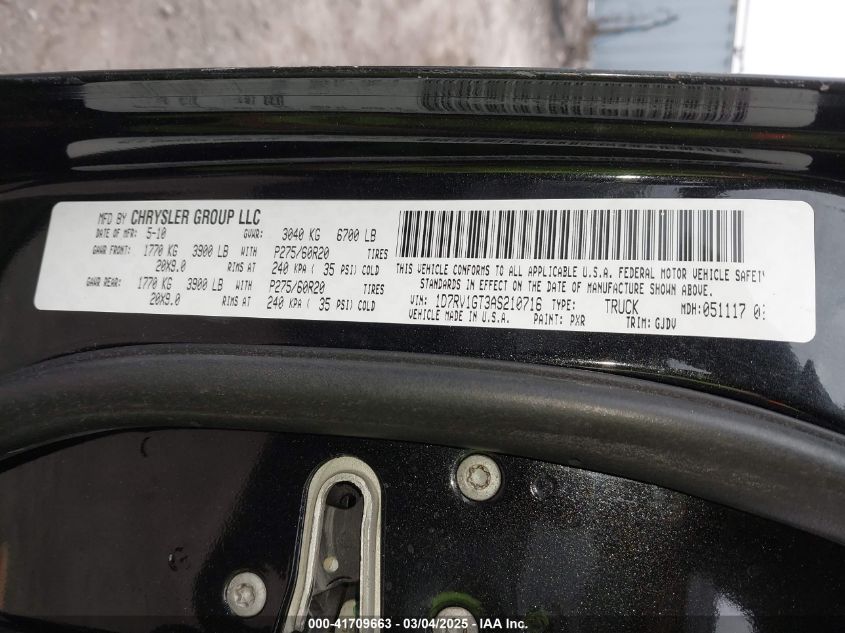 MFD BY CHRYSLER GROUP LLC
DATE OF MFR: 5-10 GVWR: 3040 KG 6700 LB
GAWR FRONT: 1770 KG 3900 LB WITH P275/60R20 TIRES
20X9.0 RIMS AT 240 KPA ( 35 PSI) COLD
GAWR REAR: 1770 KG 3900 LB WITH P275/60R20 TIRES
20X9.0 RIMS AT 240 KPA ( 35 PSI) COLD
THIS VEHICLE CONFORMS TO ALL APPLICABLE U.S.A. FEDERAL MOTOR VEHICLE SAFETY
STANDARDS IN EFFECT ON THE DATE OF MANUFACTURE SHOWN ABOVE.
VIN: 1D7RV1GT3AS210716 TYPE: TRUCK MDH:051117
VEHICLE MADE IN U.S.A. PAINT: PXR TRIM: GJDV
000-41709663 - 03/04/2025 - IAAI.COM